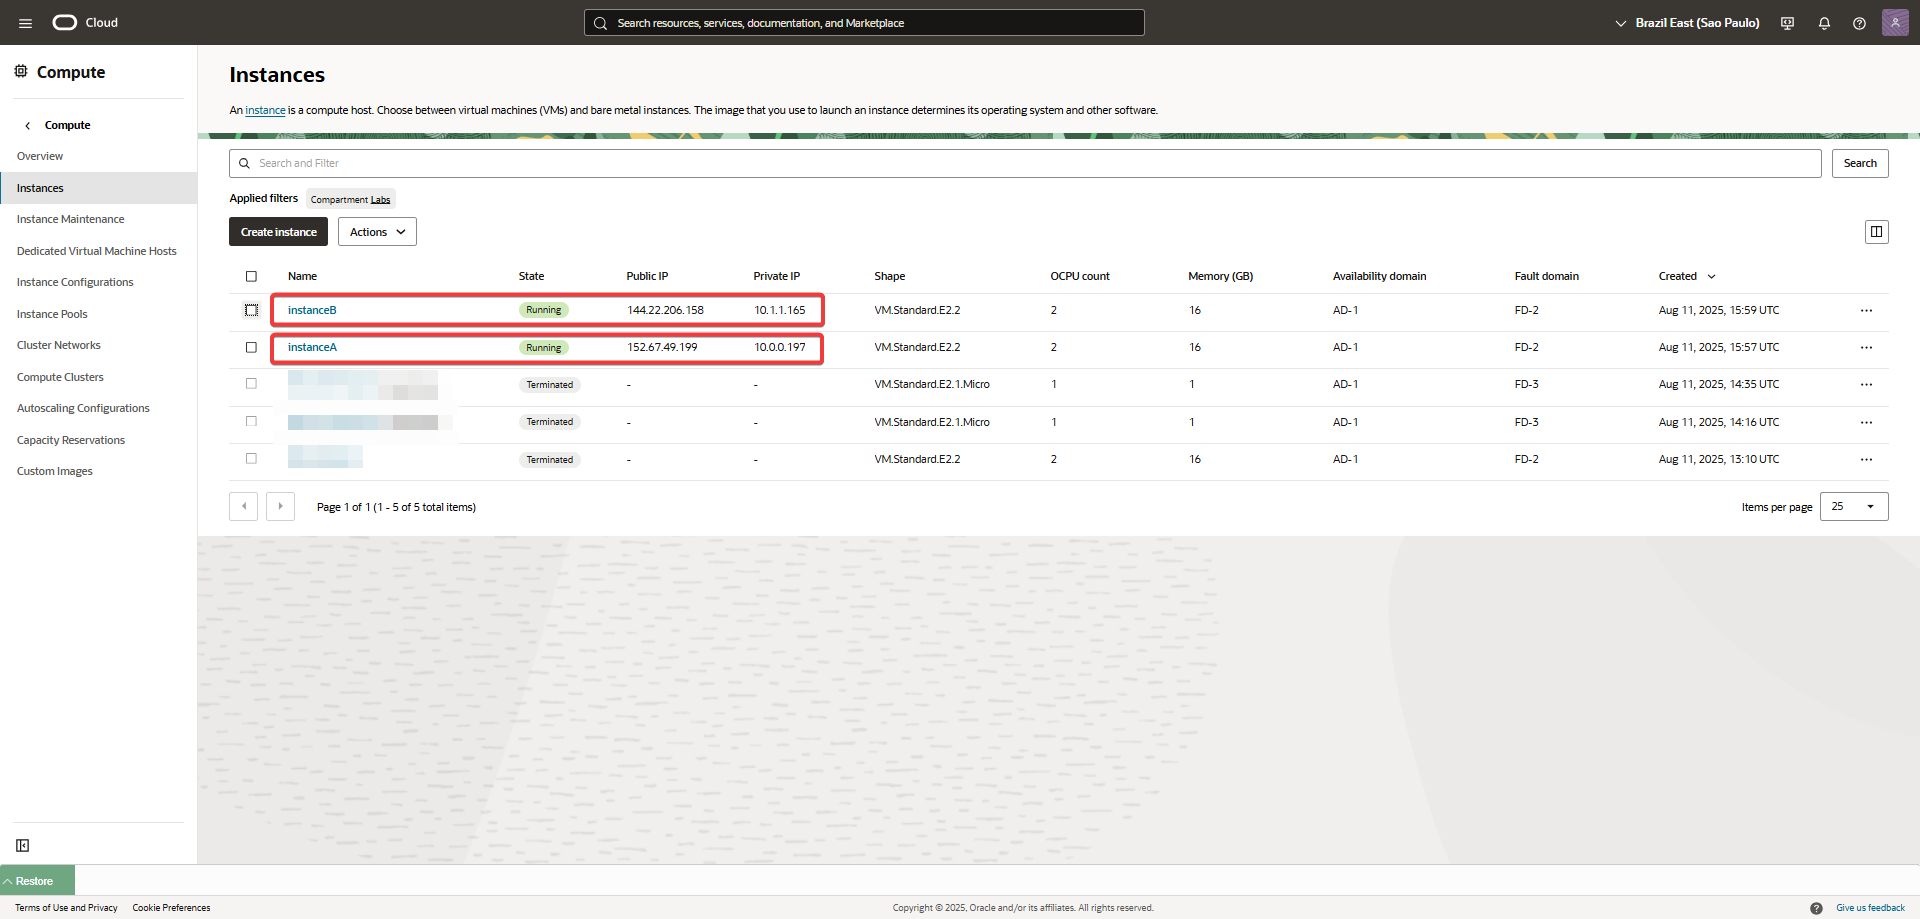 Cloud
Search resources, services, documentation, and Marketplace
Brazil East (Sao Paulo)
Compute
Compute
Overview
Instances
Instance Maintenance
Dedicated Virtual Machine Hosts
Instance Configurations
Instance Pools
Cluster Networks
Compute Clusters
Autoscaling Configurations
Capacity Reservations
Custom Images
Instances
An instance is a compute host. Choose between virtual machines (VMs) and bare metal instances. The image that you use to launch an instance determines its operating system and other software.
Search and Filter
Search
Applied filters Compartment Labs
Create instance Actions
Name State Public IP Private IP Shape OCPU count Memory (GB) Availability domain Fault domain Created
instanceB Running 144.22.206.158 10.1.1.165 VM.Standard.E2.2 2 16 AD-1 FD-2 Aug 11, 2025, 15:59 UTC
instanceA Running 152.67.49.199 10.0.0.197 VM.Standard.E2.2 2 16 AD-1 FD-2 Aug 11, 2025, 15:57 UTC
Terminated - - VM.Standard.E2.1.Micro 1 1 AD-1 FD-3 Aug 11, 2025, 14:35 UTC
Terminated - - VM.Standard.E2.1.Micro 1 1 AD-1 FD-3 Aug 11, 2025, 14:16 UTC
Terminated - - VM.Standard.E2.2 2 16 AD-1 FD-2 Aug 11, 2025, 13:10 UTC
Page 1 of 1 (1 - 5 of 5 total items)
Items per page 25
Restore
Terms of Use and Privacy Cookie Preferences
Copyright © 2025, Oracle and/or its affiliates. All rights reserved.
Give us feedback